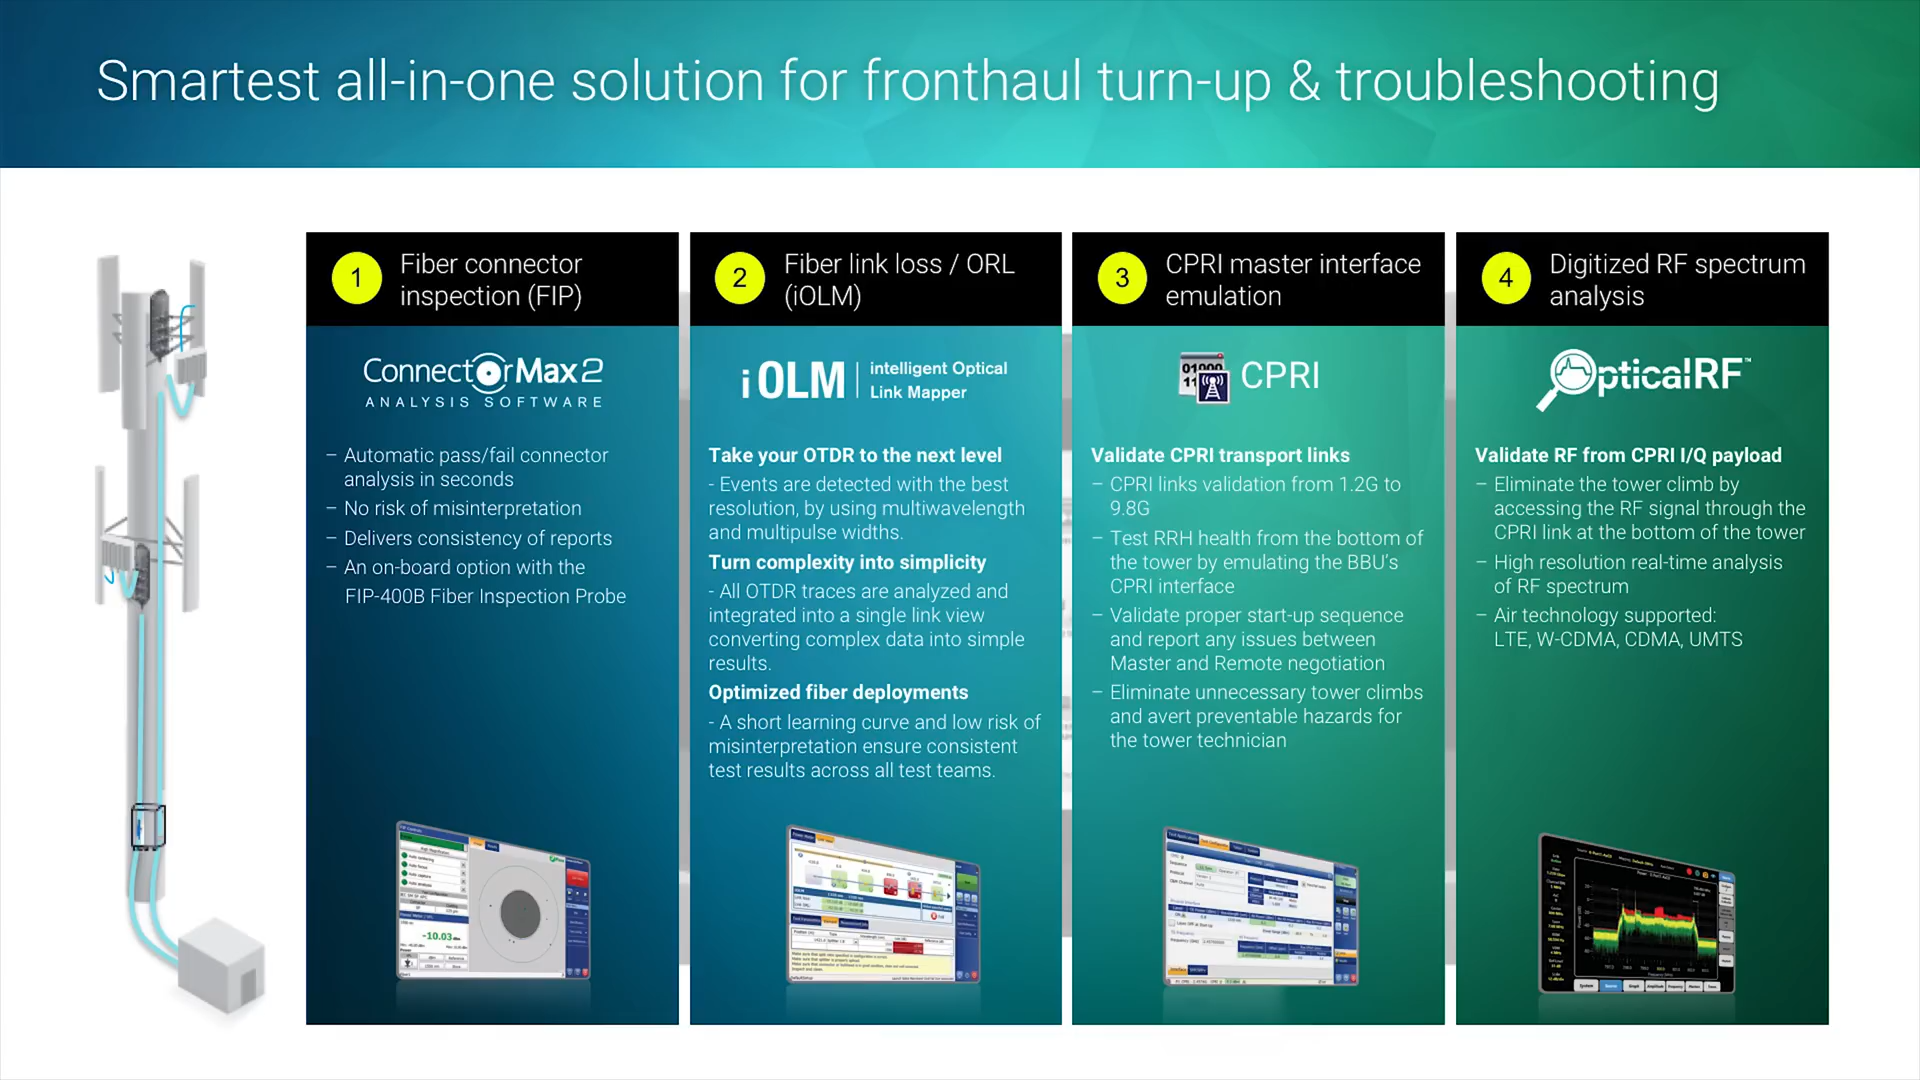 Smartest all-in-one solution for fronthaul turn-up & troubleshooting
1
Fiber connector
inspection (FIP)
ConnectorMax2
ANALYSIS SOFTWARE
– Automatic pass/fail connector
analysis in seconds
– No risk of misinterpretation
– Delivers consistency of reports
– An on-board option with the
FIP-400B Fiber Inspection Probe
-10.03
2
Fiber link loss / ORL
(iOLM)
iOLM | intelligent Optical
Link Mapper
Take your OTDR to the next level
- Events are detected with the best
resolution, by using multiwavelength
and multipulse widths.
Turn complexity into simplicity
- All OTDR traces are analyzed and
integrated into a single link view
converting complex data into simple
results.
Optimized fiber deployments
- A short learning curve and low risk of
misinterpretation ensure consistent
test results across all test teams.
3
CPRI master interface
emulation
01000
11
CPRI
Validate CPRI transport links
– CPRI links validation from 1.2G to
9.8G
– Test RRH health from the bottom of
the tower by emulating the BBU's
CPRI interface
– Validate proper start-up sequence
and report any issues between
Master and Remote negotiation
– Eliminate unnecessary tower climbs
and avert preventable hazards for
the tower technician
4
Digitized RF spectrum
analysis
OpticalRF™
Validate RF from CPRI I/Q payload
– Eliminate the tower climb by
accessing the RF signal through the
CPRI link at the bottom of the tower
– High resolution real-time analysis
of RF spectrum
– Air technology supported:
LTE, W-CDMA, CDMA, UMTS